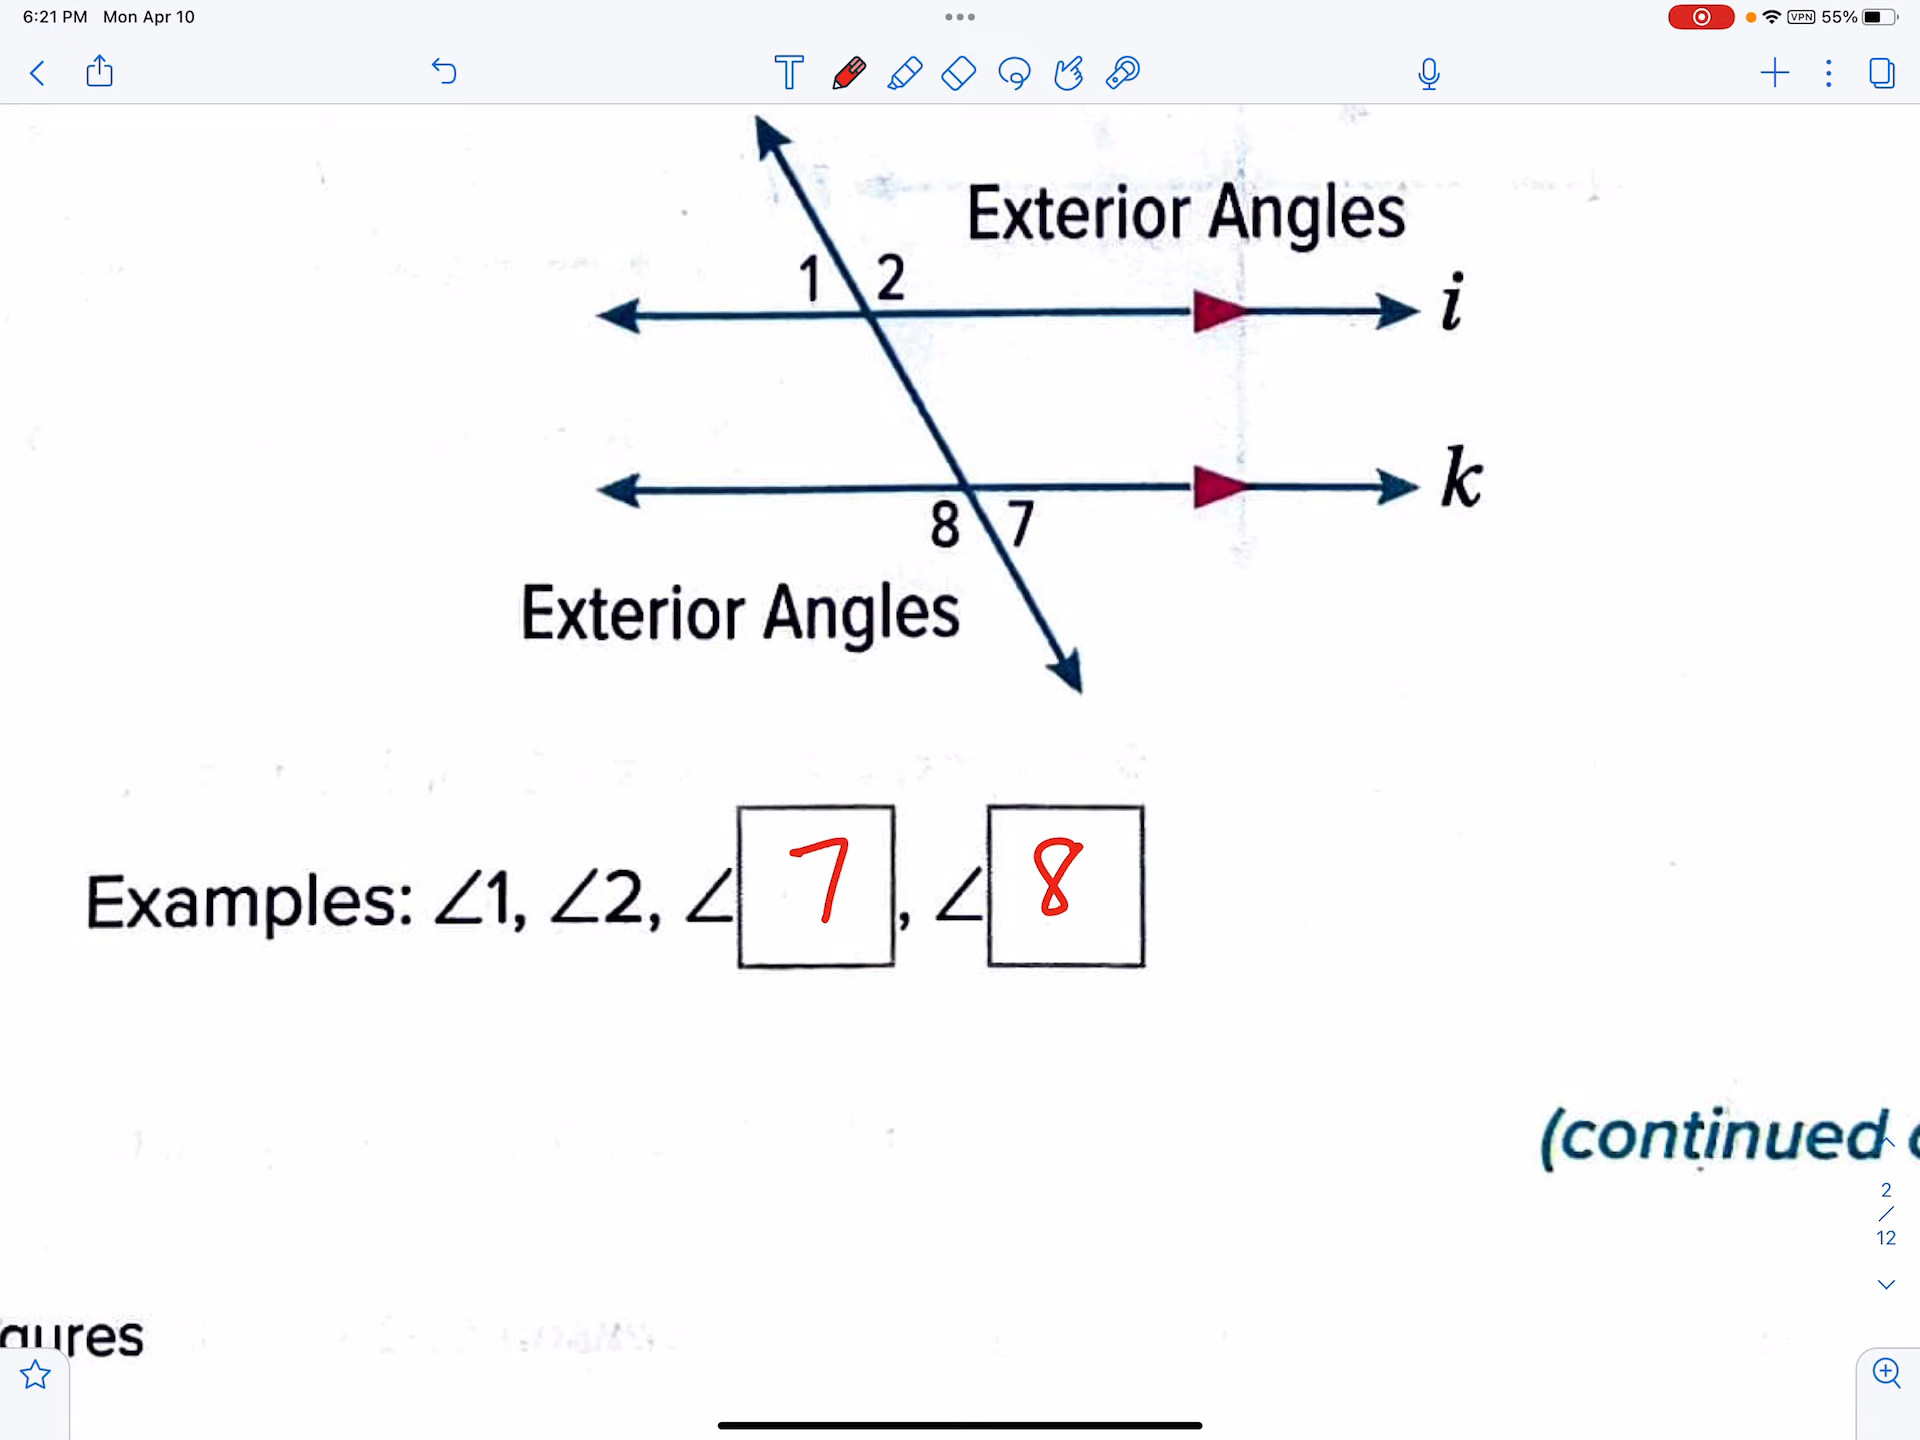 6:21 PM Mon Apr 10
VPN 55%
Exterior Angles
1 2
i
k
8 7
Exterior Angles
Examples: ∠1, ∠2, ∠ 7 , ∠ 8
(continued
2
/
12